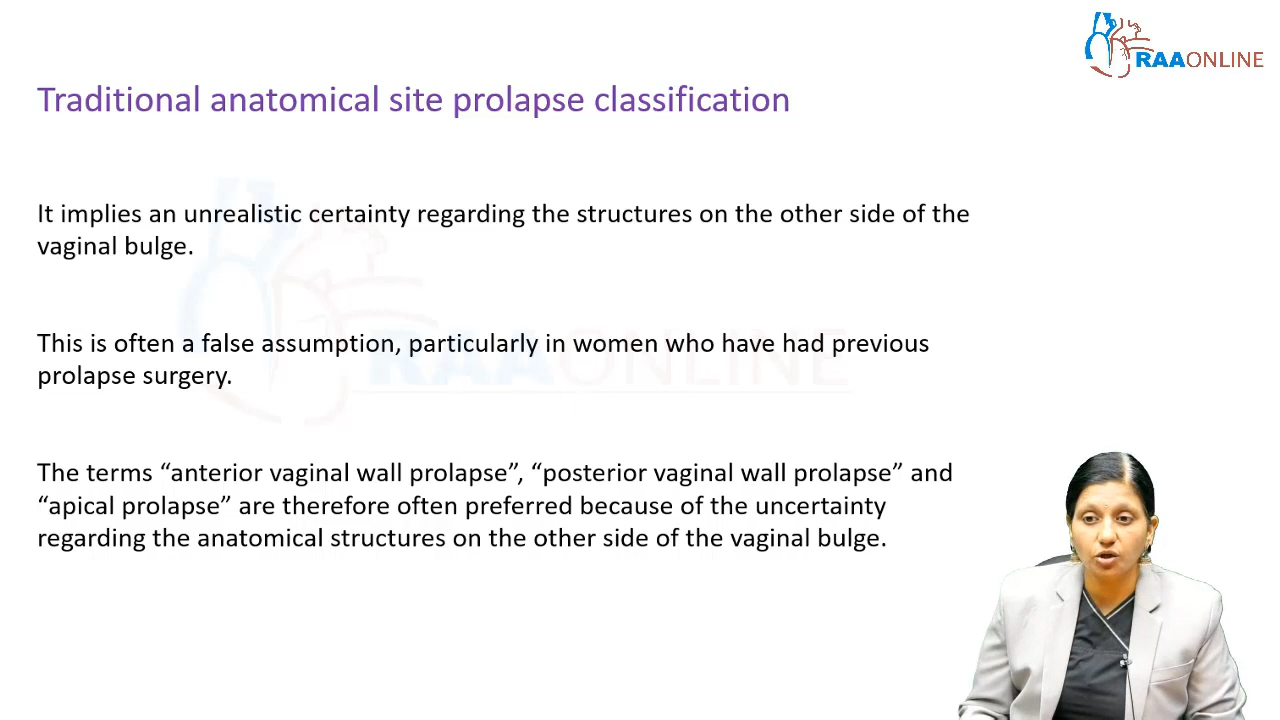 RAAONLINE
Traditional anatomical site prolapse classification
It implies an unrealistic certainty regarding the structures on the other side of the
vaginal bulge.
This is often a false assumption, particularly in women who have had previous
prolapse surgery.
RAAONLINE
The terms “anterior vaginal wall prolapse”, “posterior vaginal wall prolapse” and
“apical prolapse” are therefore often preferred because of the uncertainty
regarding the anatomical structures on the other side of the vaginal bulge.